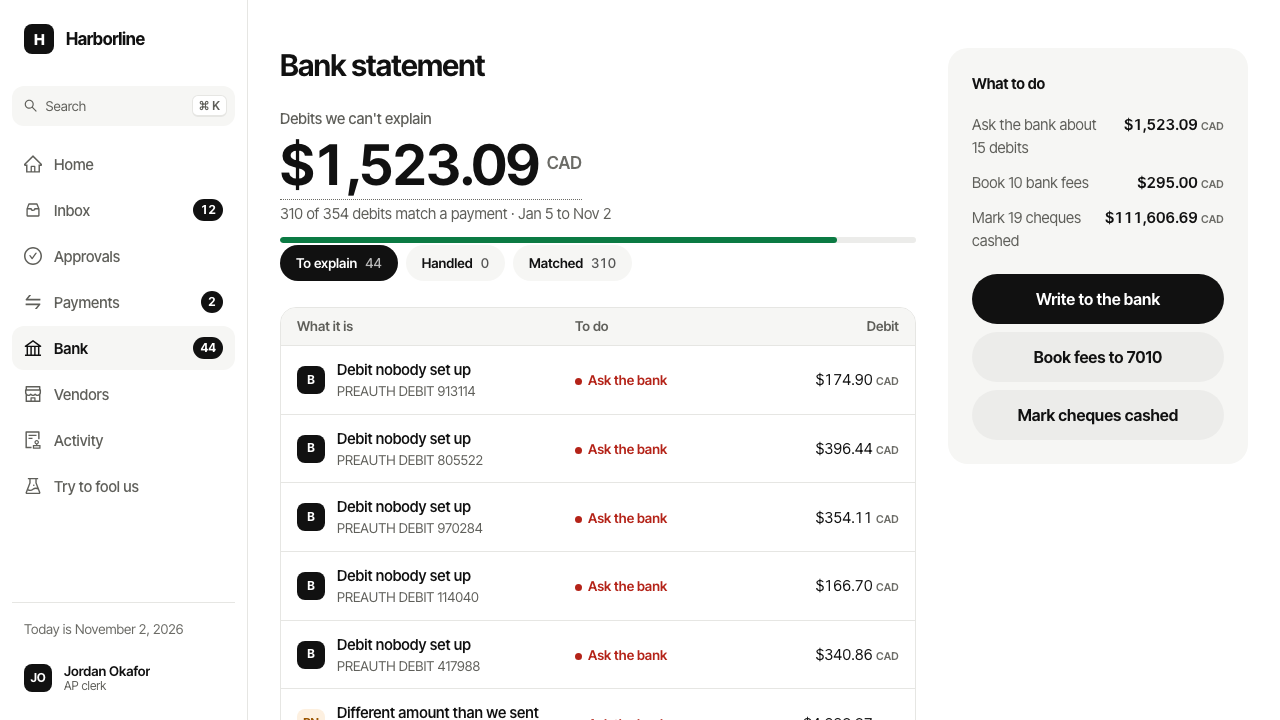 H Harborline
Search ⌘ K
Home
Inbox 12
Approvals
Payments 2
Bank 44
Vendors
Activity
Try to fool us
Today is November 2, 2026
JO Jordan Okafor
AP clerk
Bank statement
Debits we can't explain
$1,523.09 CAD
310 of 354 debits match a payment · Jan 5 to Nov 2
To explain 44 Handled 0 Matched 310
What it is To do Debit
B Debit nobody set up
PREAUTH DEBIT 913114
Ask the bank $174.90 CAD
B Debit nobody set up
PREAUTH DEBIT 805522
Ask the bank $396.44 CAD
B Debit nobody set up
PREAUTH DEBIT 970284
Ask the bank $354.11 CAD
B Debit nobody set up
PREAUTH DEBIT 114040
Ask the bank $166.70 CAD
B Debit nobody set up
PREAUTH DEBIT 417988
Ask the bank $340.86 CAD
Different amount than we sent
What to do
Ask the bank about $1,523.09 CAD
15 debits
Book 10 bank fees $295.00 CAD
Mark 19 cheques $111,606.69 CAD
cashed
Write to the bank
Book fees to 7010
Mark cheques cashed